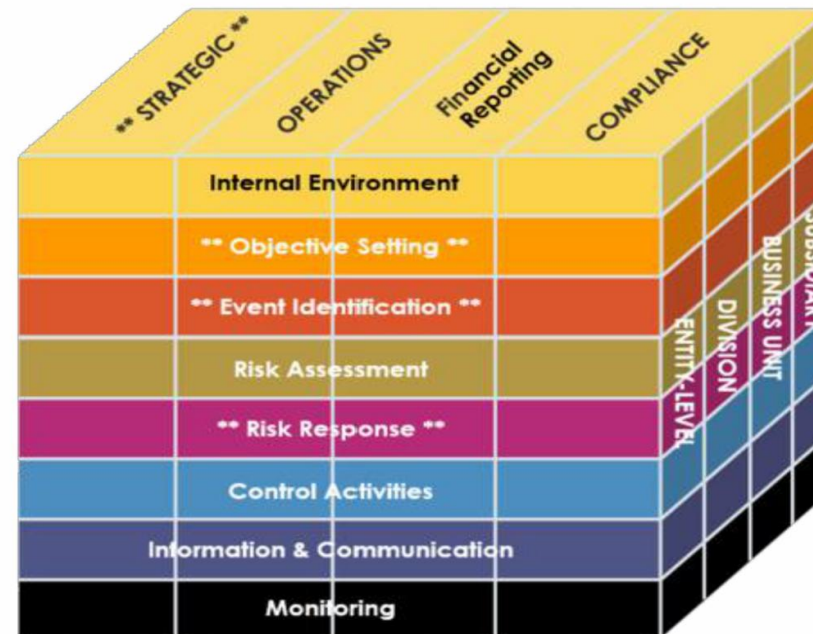 ** STRATEGIC **
OPERATIONS
Financial
Reporting
COMPLIANCE
Internal Environment
** Objective Setting **
** Event Identification **
Risk Assessment
** Risk Response **
Control Activities
Information & Communication
Monitoring
ENTITY-LEVEL
DIVISION
BUSINESS UNIT
SUBSIDIARY